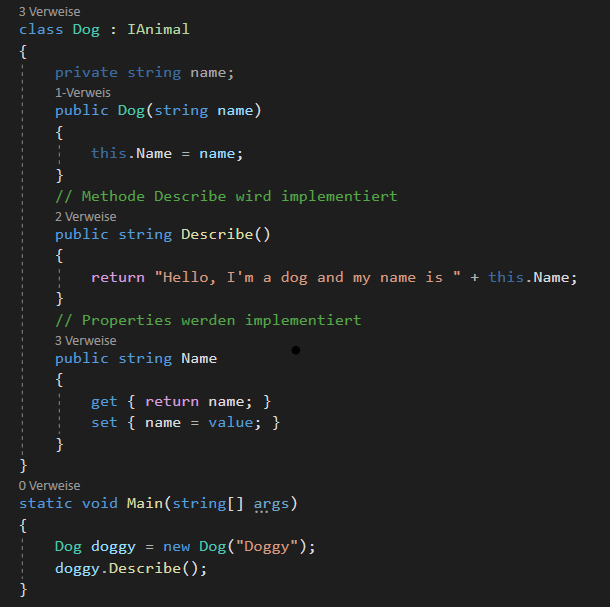 3 Verweise
class Dog : IAnimal
{
private string name;
1-Verweis
public Dog(string name)
{
this.Name = name;
}
// Methode Describe wird implementiert
2 Verweise
public string Describe()
{
return "Hello, I'm a dog and my name is " + this.Name;
}
// Properties werden implementiert
3 Verweise
public string Name
{
get { return name; }
set { name = value; }
}
}
0 Verweise
static void Main(string[] args)
{
Dog doggy = new Dog("Doggy");
doggy.Describe();
}